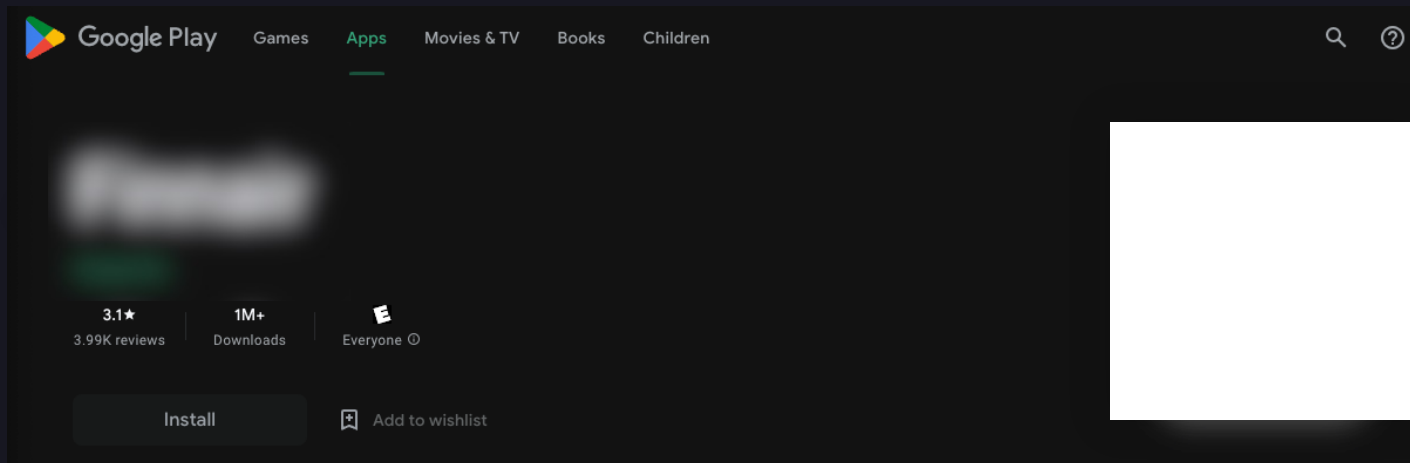 Google Play Games Apps Movies & TV Books Children
Finnair
3.1★ 1M+ E
3.99K reviews Downloads Everyone
Install Add to wishlist